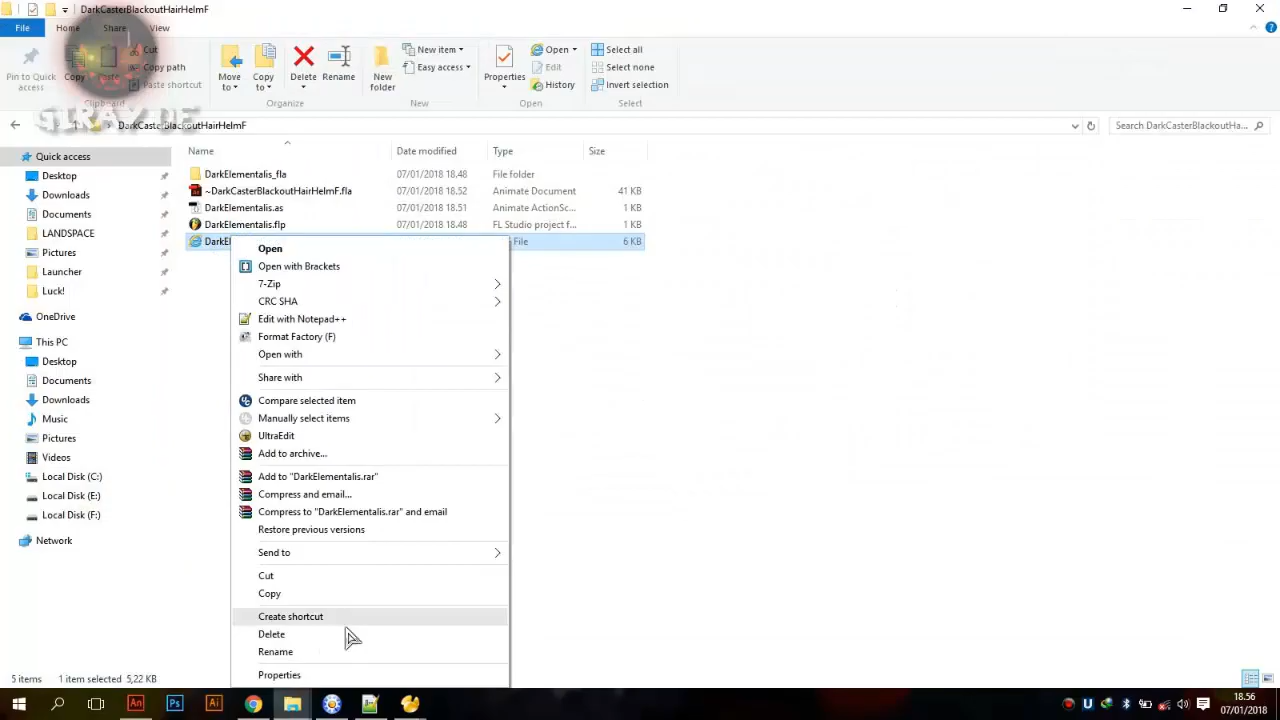 DarkCasterBlackoutHairHelmF
File Home Share View
Pin to Quick access
Copy
Paste
Cut
Copy path
Paste shortcut
Clipboard
Move to
Copy to
Delete
Rename
Organize
New folder
New item
Easy access
New
Properties
Open
Edit
History
Open
Select all
Select none
Invert selection
Select
DarkCasterBlackoutHairHelmF
Search DarkCasterBlackoutHa...
Name Date modified Type Size
DarkElementalis_fla 07/01/2018 18.48 File folder
~DarkCasterBlackoutHairHelmF.fla 07/01/2018 18.52 Animate Document 41 KB
DarkElementalis.as 07/01/2018 18.51 Animate ActionSc... 1 KB
DarkElementalis.flp 07/01/2018 18.48 FL Studio project f... 1 KB
DarkEl File 6 KB
Quick access
Desktop
Downloads
Documents
LANDSPACE
Pictures
Launcher
Luck!
OneDrive
This PC
Desktop
Documents
Downloads
Music
Pictures
Videos
Local Disk (C:)
Local Disk (E:)
Local Disk (F:)
Network
Open
Open with Brackets
7-Zip
CRC SHA
Edit with Notepad++
Format Factory (F)
Open with
Share with
Compare selected item
Manually select items
UltraEdit
Add to archive...
Add to "DarkElementalis.rar"
Compress and email...
Compress to "DarkElementalis.rar" and email
Restore previous versions
Send to
Cut
Copy
Create shortcut
Delete
Rename
Properties
5 items 1 item selected 5,22 KB
An Ps Ai
18.56
07/01/2018